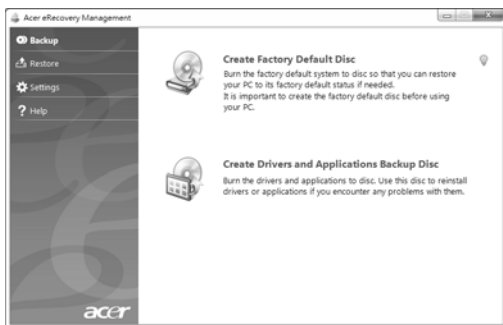 Acer eRecovery Management
Backup
Restore
Settings
Help
Create Factory Default Disc
Burn the factory default system to disc so that you can restore
your PC to its factory default status if needed.
It is important to create the factory default disc before using
your PC.
Create Drivers and Applications Backup Disc
Burn the drivers and applications to disc. Use this disc to reinstall
drivers or applications if you encounter any problems with them.
acer